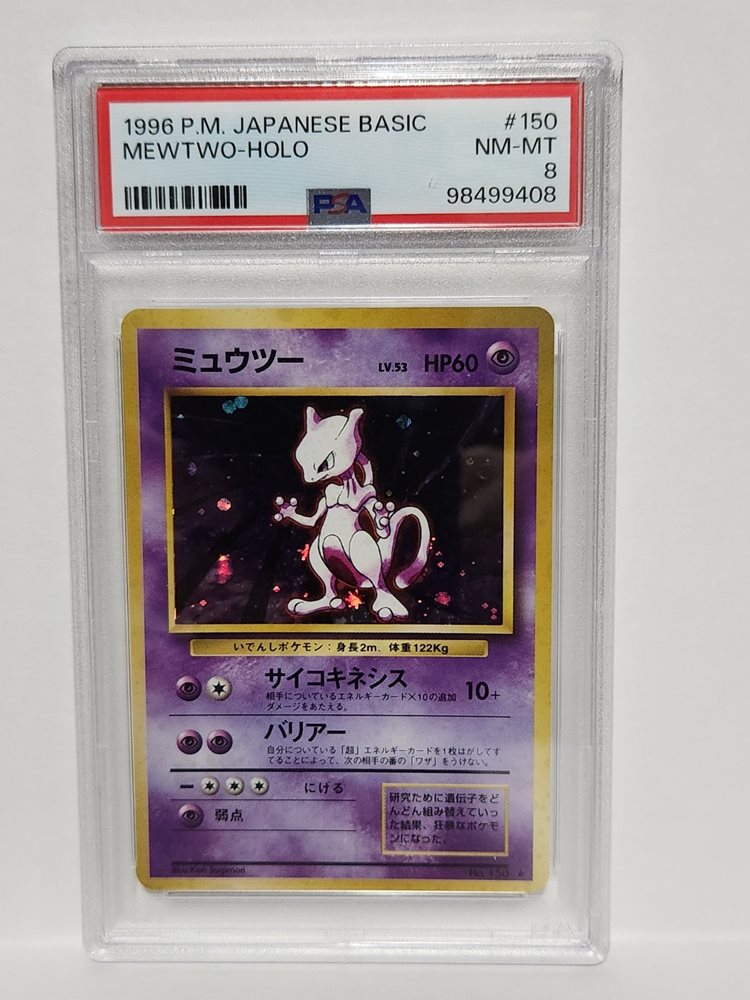 1996 P.M. JAPANESE BASIC #150
MEWTWO-HOLO NM-MT
8
PSA 98499408
ミュウツー LV.53 HP60
いでんしポケモン：身長2m、体重122Kg
サイコキネシス 10+
相手についているエネルギーカード×10の追加
ダメージをあたえる。
バリアー
自分についている「超」エネルギーカードを1枚はがしてす
てることによって、次の相手の番の「ワザ」をうけない。
にげる
弱点
研究ために遺伝子をど
んどん組み替えていっ
た結果、狂暴なポケモ
ンになった。
Illus. Ken Sugimori No. 150 ★